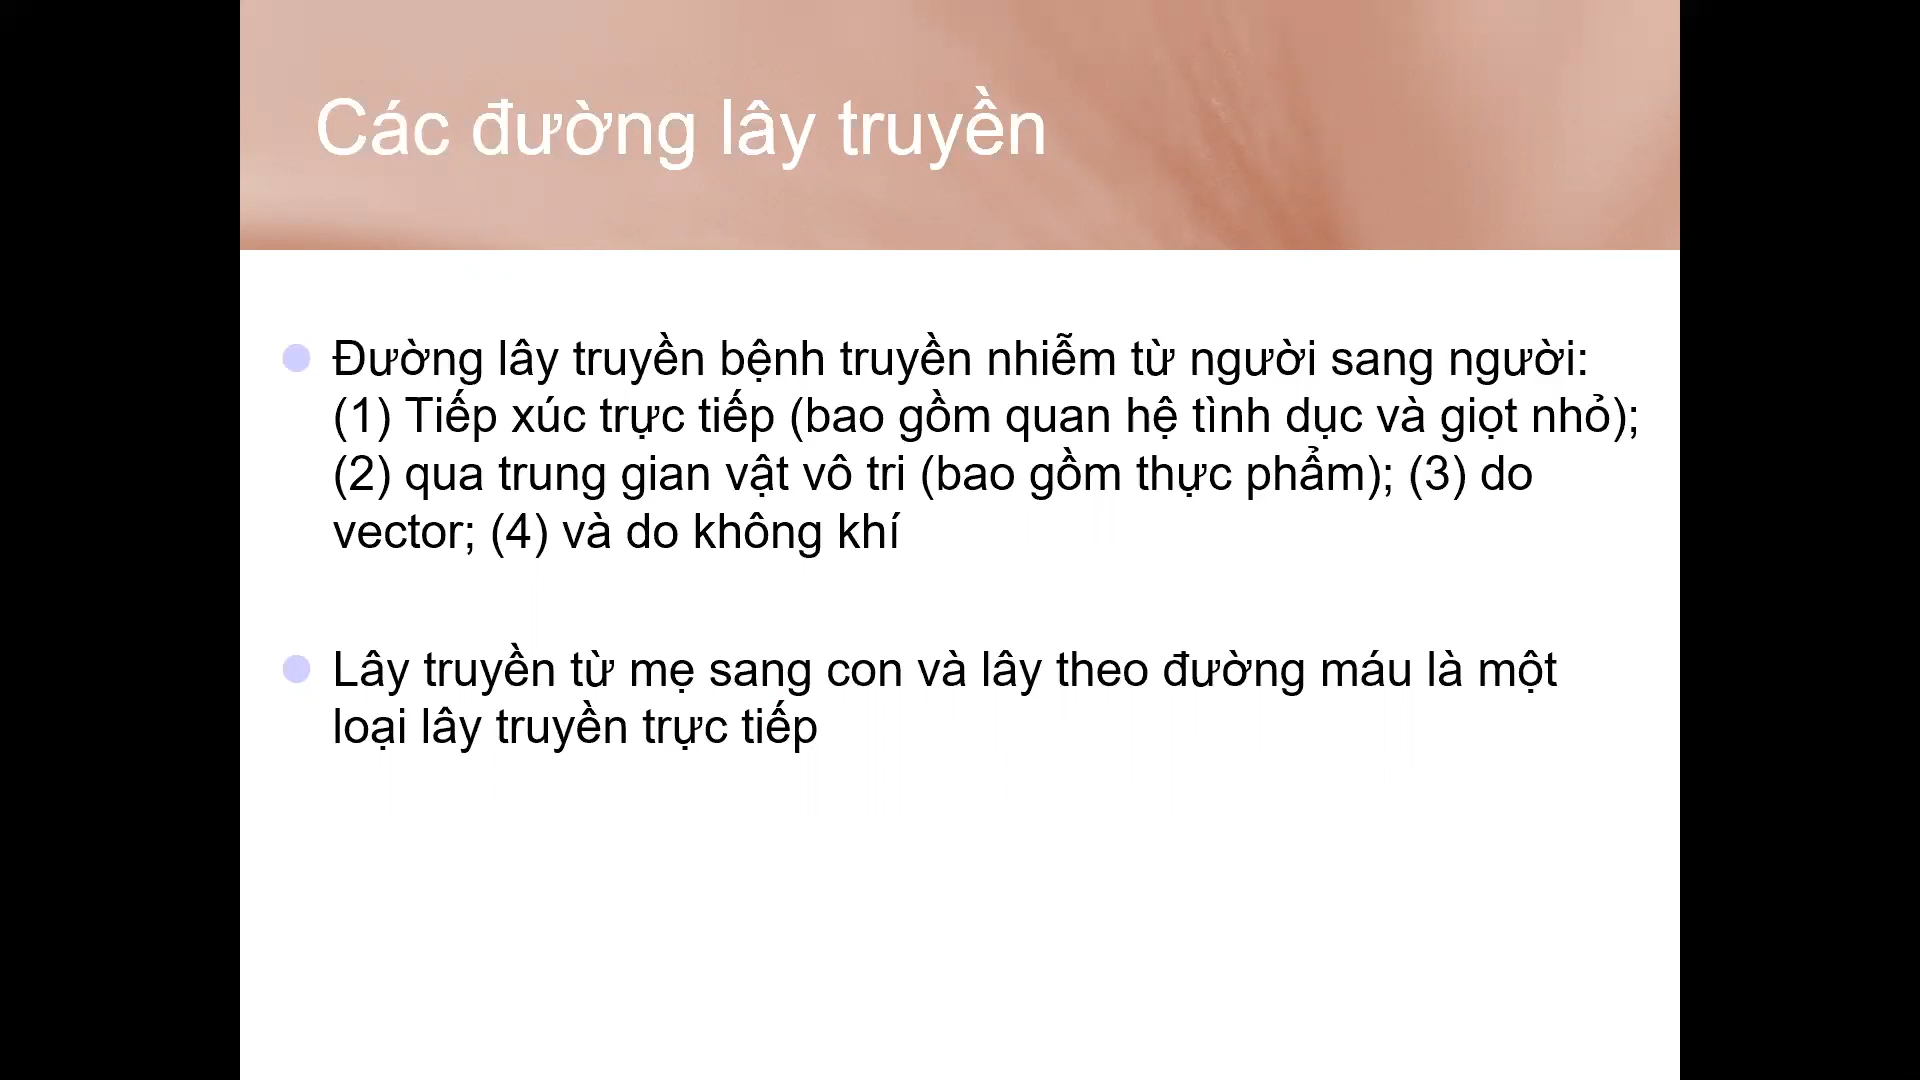 Các đường lây truyền
Đường lây truyền bệnh truyền nhiễm từ người sang người:
(1) Tiếp xúc trực tiếp (bao gồm quan hệ tình dục và giọt nhỏ);
(2) qua trung gian vật vô tri (bao gồm thực phẩm); (3) do
vector; (4) và do không khí
Lây truyền từ mẹ sang con và lây theo đường máu là một
loại lây truyền trực tiếp